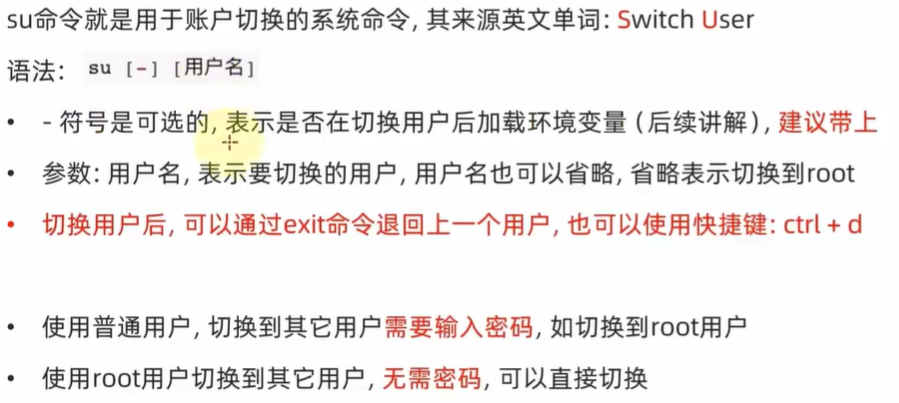 su命令就是用于账户切换的系统命令, 其来源英文单词: Switch User
语法: su [-] [用户名]
• - 符号是可选的, 表示是否在切换用户后加载环境变量（后续讲解）, 建议带上
• 参数: 用户名, 表示要切换的用户, 用户名也可以省略, 省略表示切换到root
• 切换用户后, 可以通过exit命令退回上一个用户, 也可以使用快捷键: ctrl + d
• 使用普通用户, 切换到其它用户需要输入密码, 如切换到root用户
• 使用root用户切换到其它用户, 无需密码, 可以直接切换